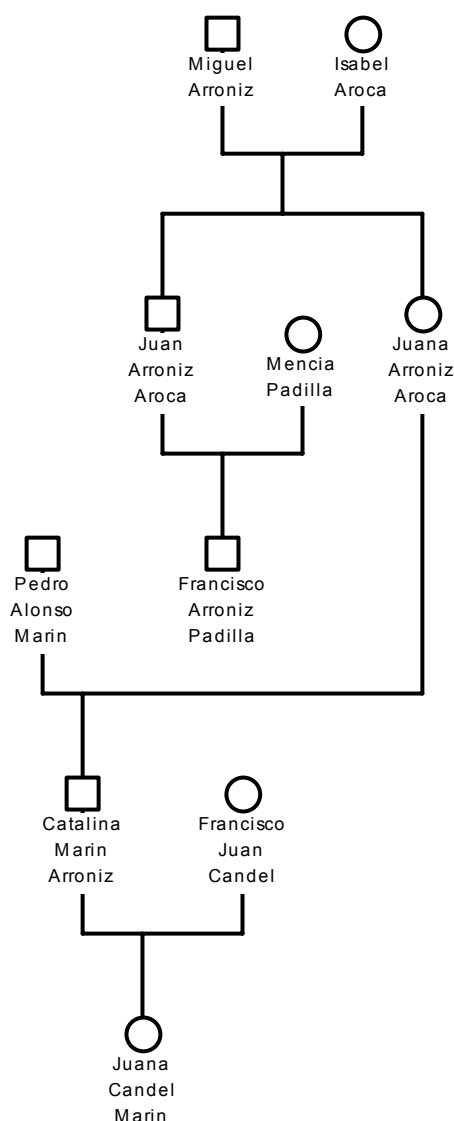 Miguel
Arroniz
Isabel
Aroca
Juan
Arroniz
Aroca
Mencia
Padilla
Juana
Arroniz
Aroca
Pedro
Alonso
Marin
Francisco
Arroniz
Padilla
Catalina
Marin
Arroniz
Francisco
Juan
Candel
Juana
Candel
Marin